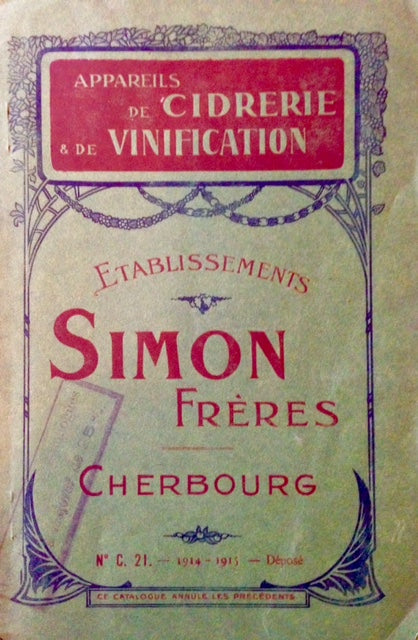 APPAREILS
DE CIDRERIE
& DE VINIFICATION
ETABLISSEMENTS
SIMON
FRÈRES
CHERBOURG
N° C. 21. — 1914-1915 — Déposé
CE CATALOGUE ANNULE LES PRÉCÉDENTS